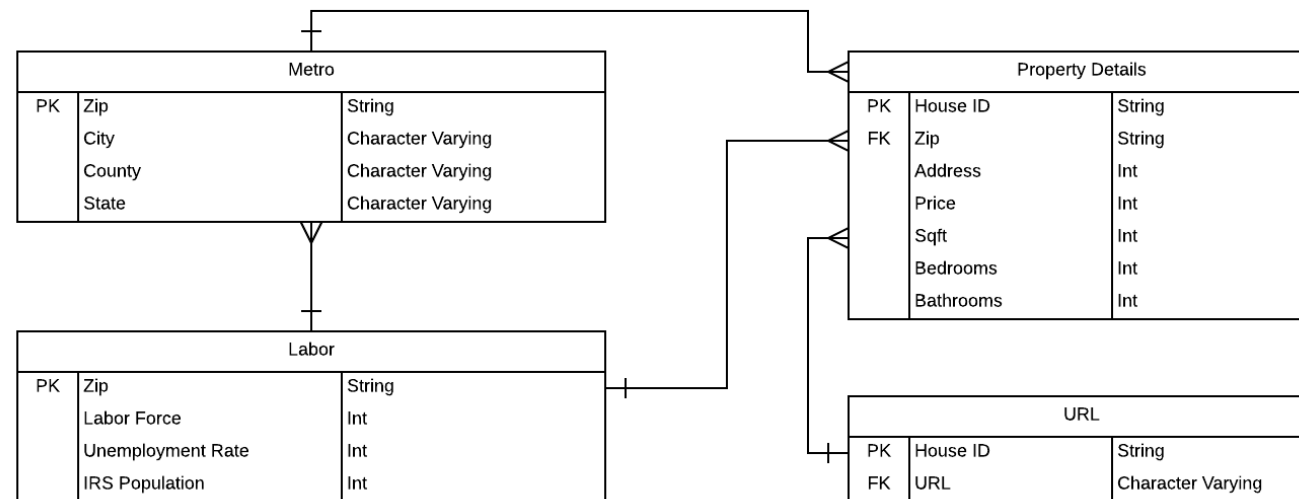 Metro
PK Zip String
City Character Varying
County Character Varying
State Character Varying
Property Details
PK House ID String
FK Zip String
Address Int
Price Int
Sqft Int
Bedrooms Int
Bathrooms Int
Labor
PK Zip String
Labor Force Int
Unemployment Rate Int
IRS Population Int
URL
PK House ID String
FK URL Character Varying